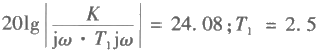 20lg|K/(jω·T₁jω)| = 24.08; T₁ = 2.5